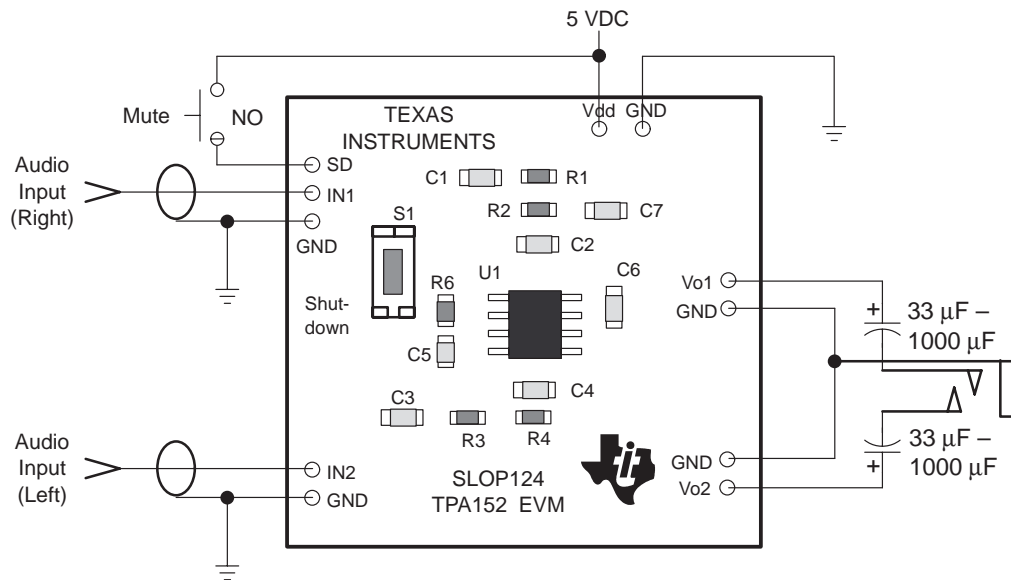 5 VDC
Mute
NO
TEXAS
INSTRUMENTS
Vdd GND
SD
IN1
GND
Audio
Input
(Right)
C1
R1
R2
C7
S1
C2
Shut-
down
R6
U1
C6
C5
C3
C4
R3
R4
Vo1
GND
+
33 μF –
1000 μF
Audio
Input
(Left)
IN2
GND
SLOP124
TPA152 EVM
GND
Vo2
+
33 μF –
1000 μF